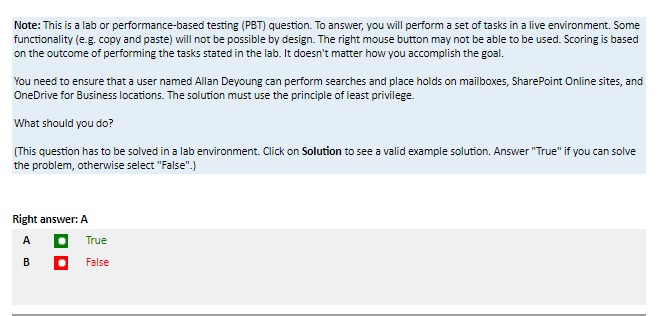 Note: This is a lab or performance-based testing (PBT) question. To answer, you will perform a set of tasks in a live environment. Some
functionality (e.g. copy and paste) will not be possible by design. The right mouse button may not be able to be used. Scoring is based
on the outcome of performing the tasks stated in the lab. It doesn't matter how you accomplish the goal.
You need to ensure that a user named Allan Deyoung can perform searches and place holds on mailboxes, SharePoint Online sites, and
OneDrive for Business locations. The solution must use the principle of least privilege.
What should you do?
(This question has to be solved in a lab environment. Click on Solution to see a valid example solution. Answer "True" if you can solve
the problem, otherwise select "False".)
Right answer: A
A True
B False